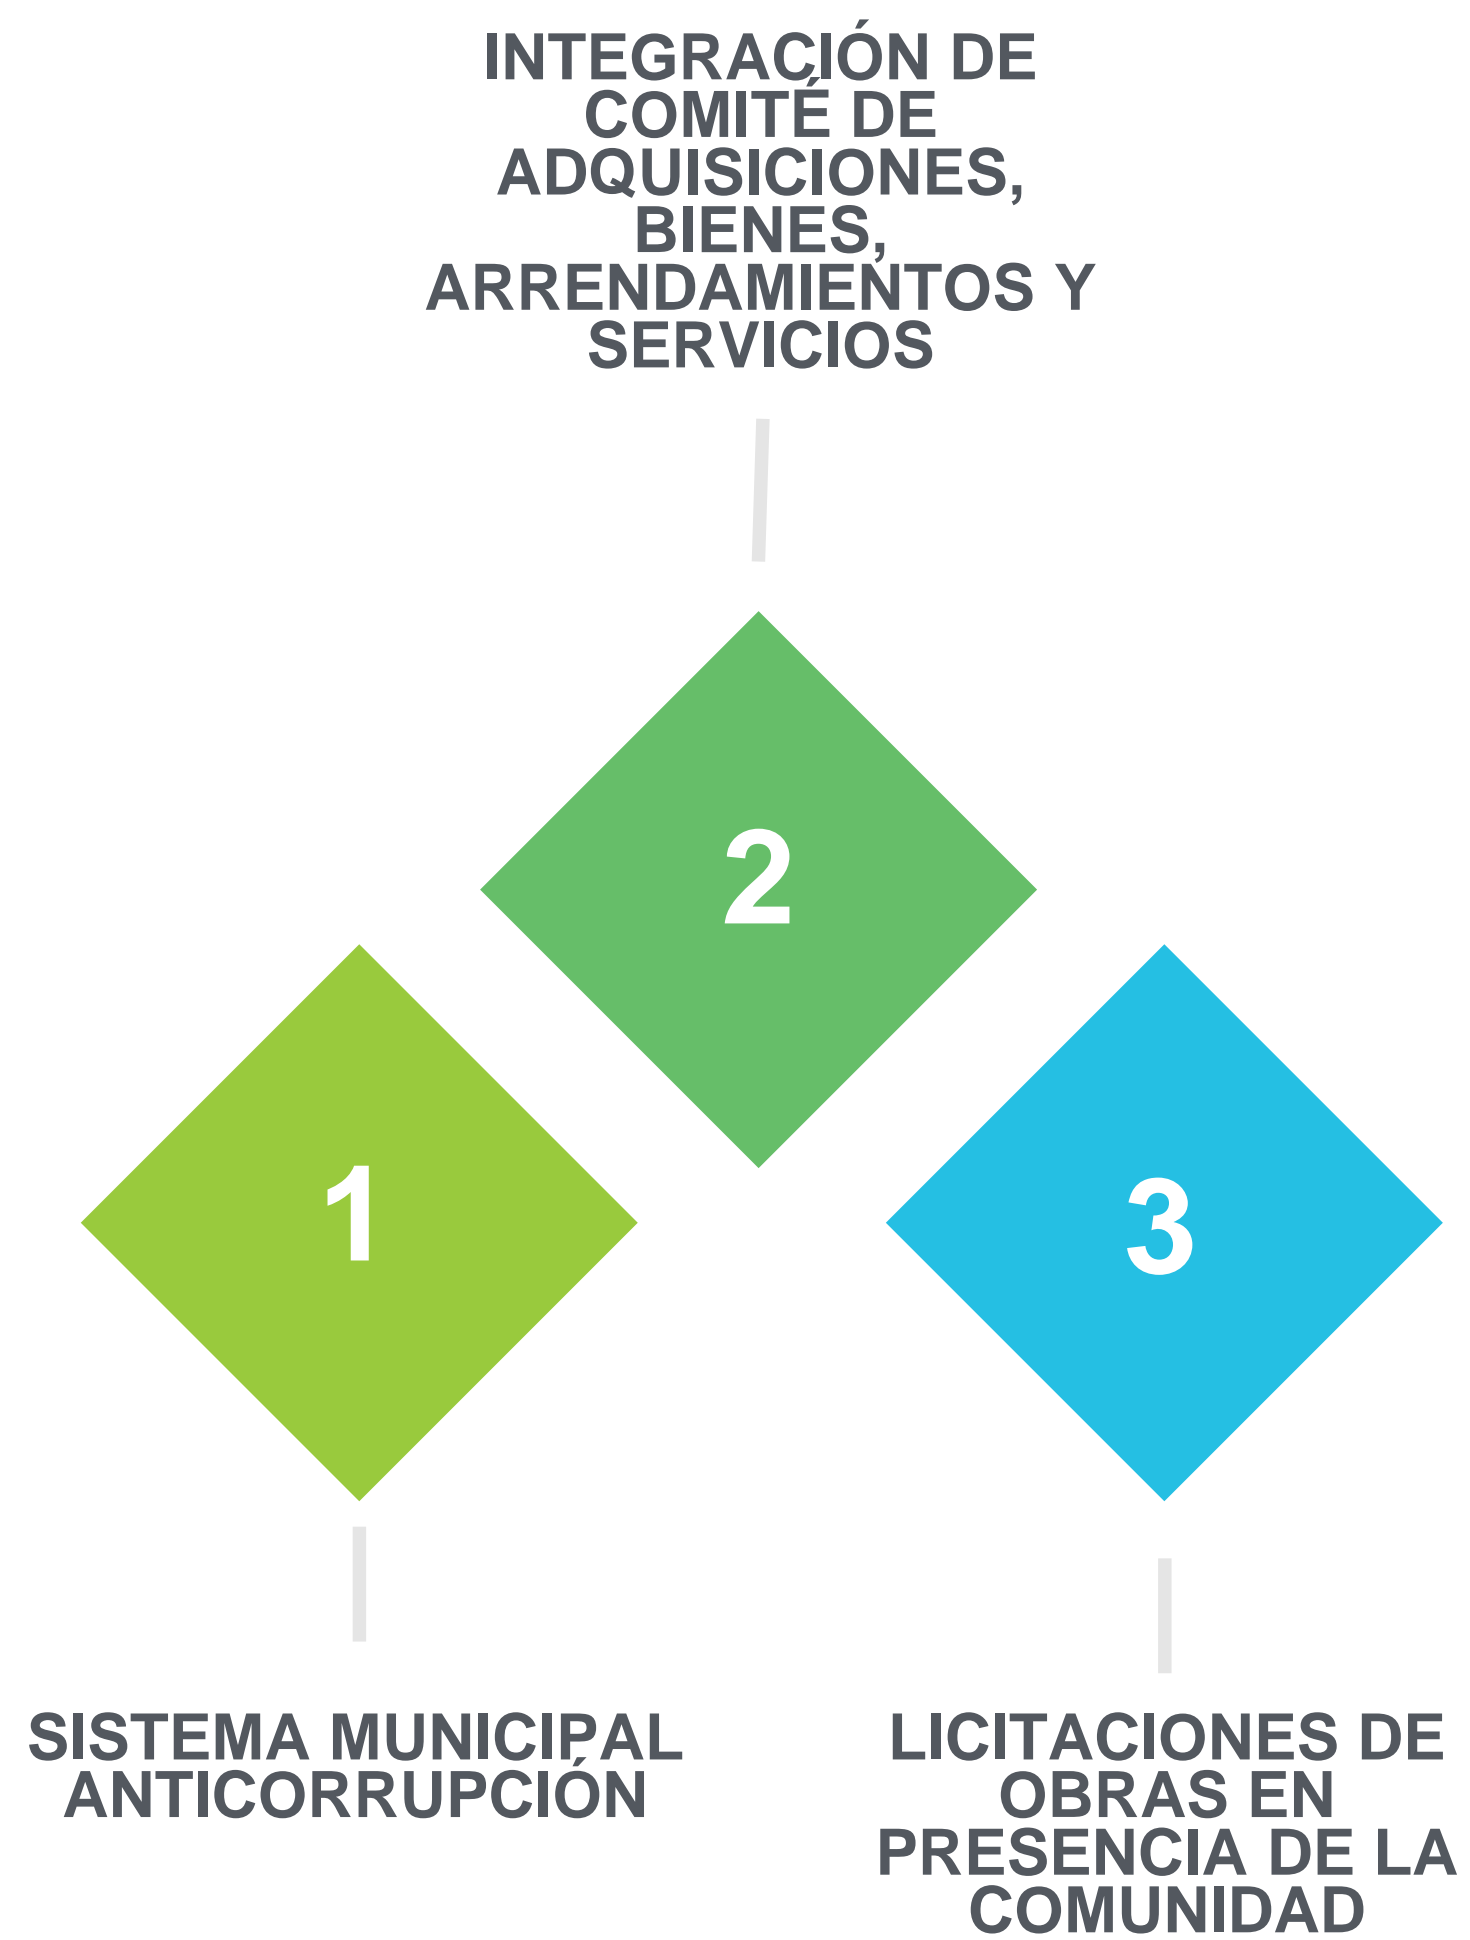 INTEGRACIÓN DE
COMITÉ DE
ADQUISICIONES,
BIENES,
ARRENDAMIENTOS Y
SERVICIOS
2
1
3
SISTEMA MUNICIPAL
ANTICORRUPCIÓN
LICITACIONES DE
OBRAS EN
PRESENCIA DE LA
COMUNIDAD